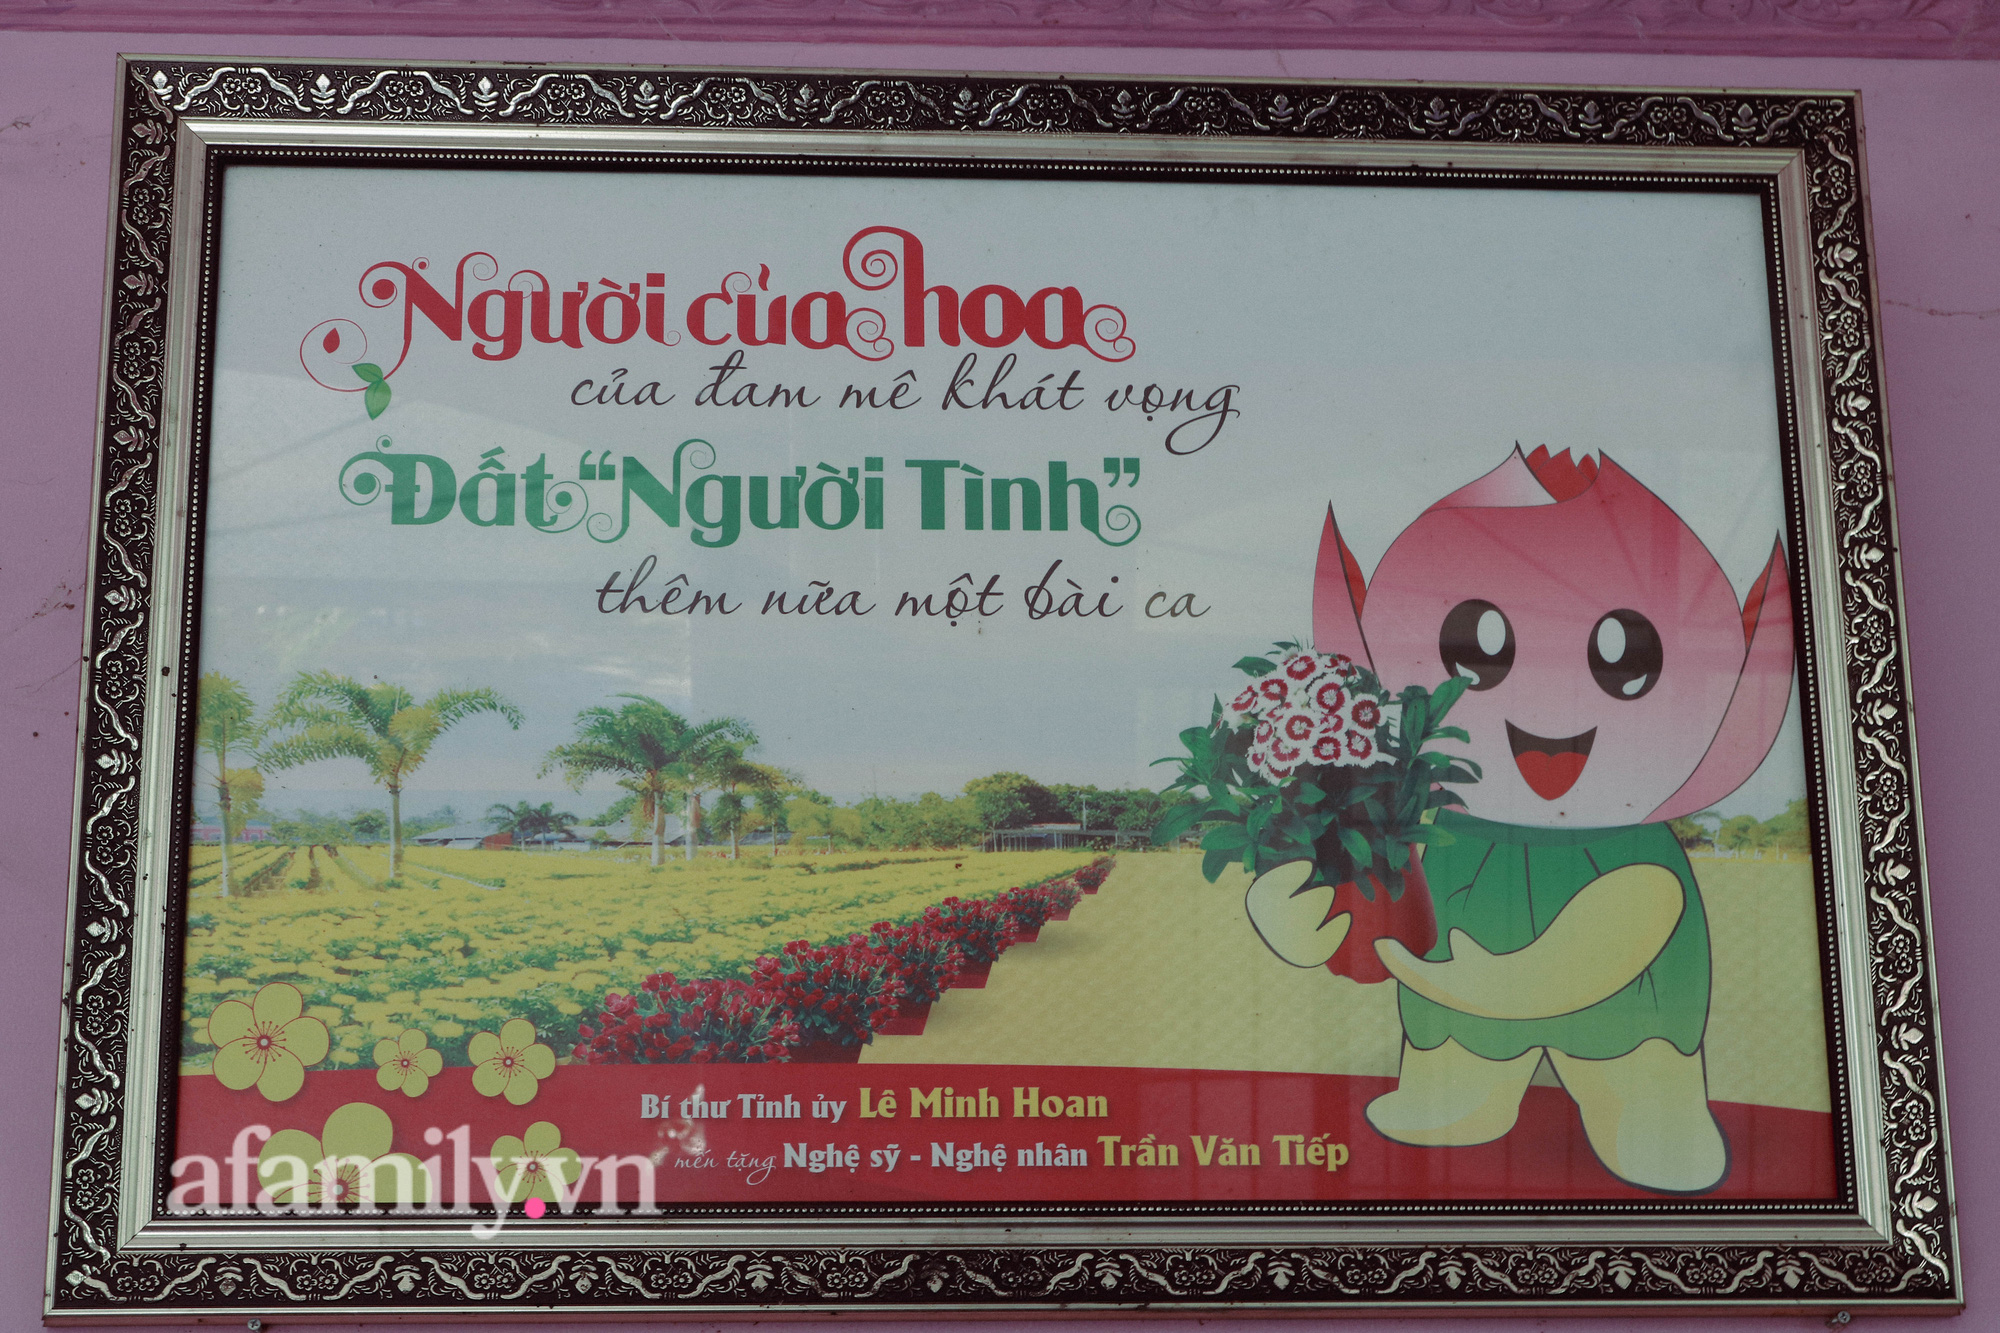 Người của hoa
của đam mê khát vọng
Đất “Người Tình”
thêm nữa một bài ca
Bí thư Tỉnh ủy Lê Minh Hoan
mến tặng Nghệ sỹ - Nghệ nhân Trần Văn Tiếp
afamily.vn